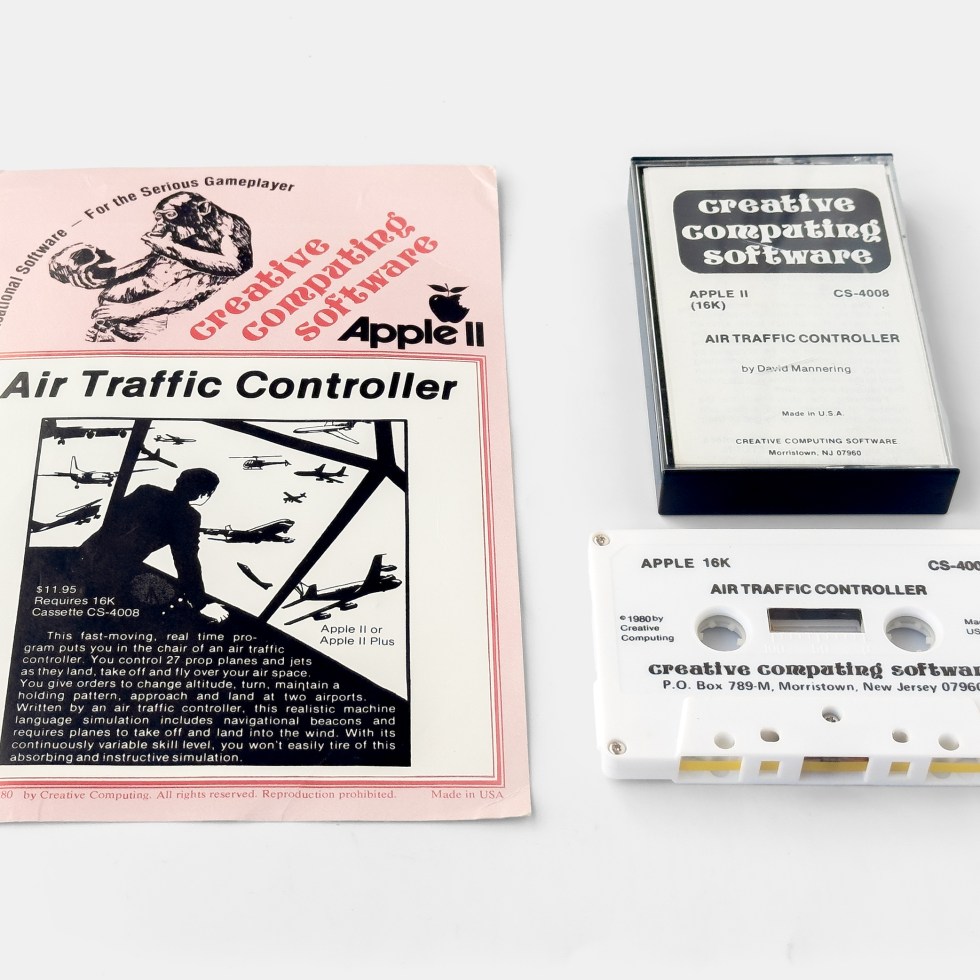 Software — For the Serious Gameplayer
creative
computing
software
Apple II
Air Traffic Controller
$11.95
Requires 16K
Cassette CS-4008
Apple II or
Apple II Plus
This fast-moving, real time pro-
gram puts you in the chair of an air traffic
controller. You control 27 prop planes and jets
as they land, take off and fly over your air space.
You give orders to change altitude, turn, maintain a
holding pattern, approach and land at two airports.
Written by an air traffic controller, this realistic machine
language simulation includes navigational beacons and
requires planes to take off and land into the wind. With its
continuously variable skill level, you won't easily tire of this
absorbing and instructive simulation.
80 by Creative Computing. All rights reserved. Reproduction prohibited. Made in USA
creative
computing
software
APPLE II CS-4008
(16K)
AIR TRAFFIC CONTROLLER
by David Mannering
Made in U.S.A.
CREATIVE COMPUTING SOFTWARE
Morristown, NJ 07960
APPLE 16K CS-400
AIR TRAFFIC CONTROLLER
© 1980 by
Creative
Computing
Ma
US
creative computing softwar
P.O. Box 789-M, Morristown, New Jersey 0796